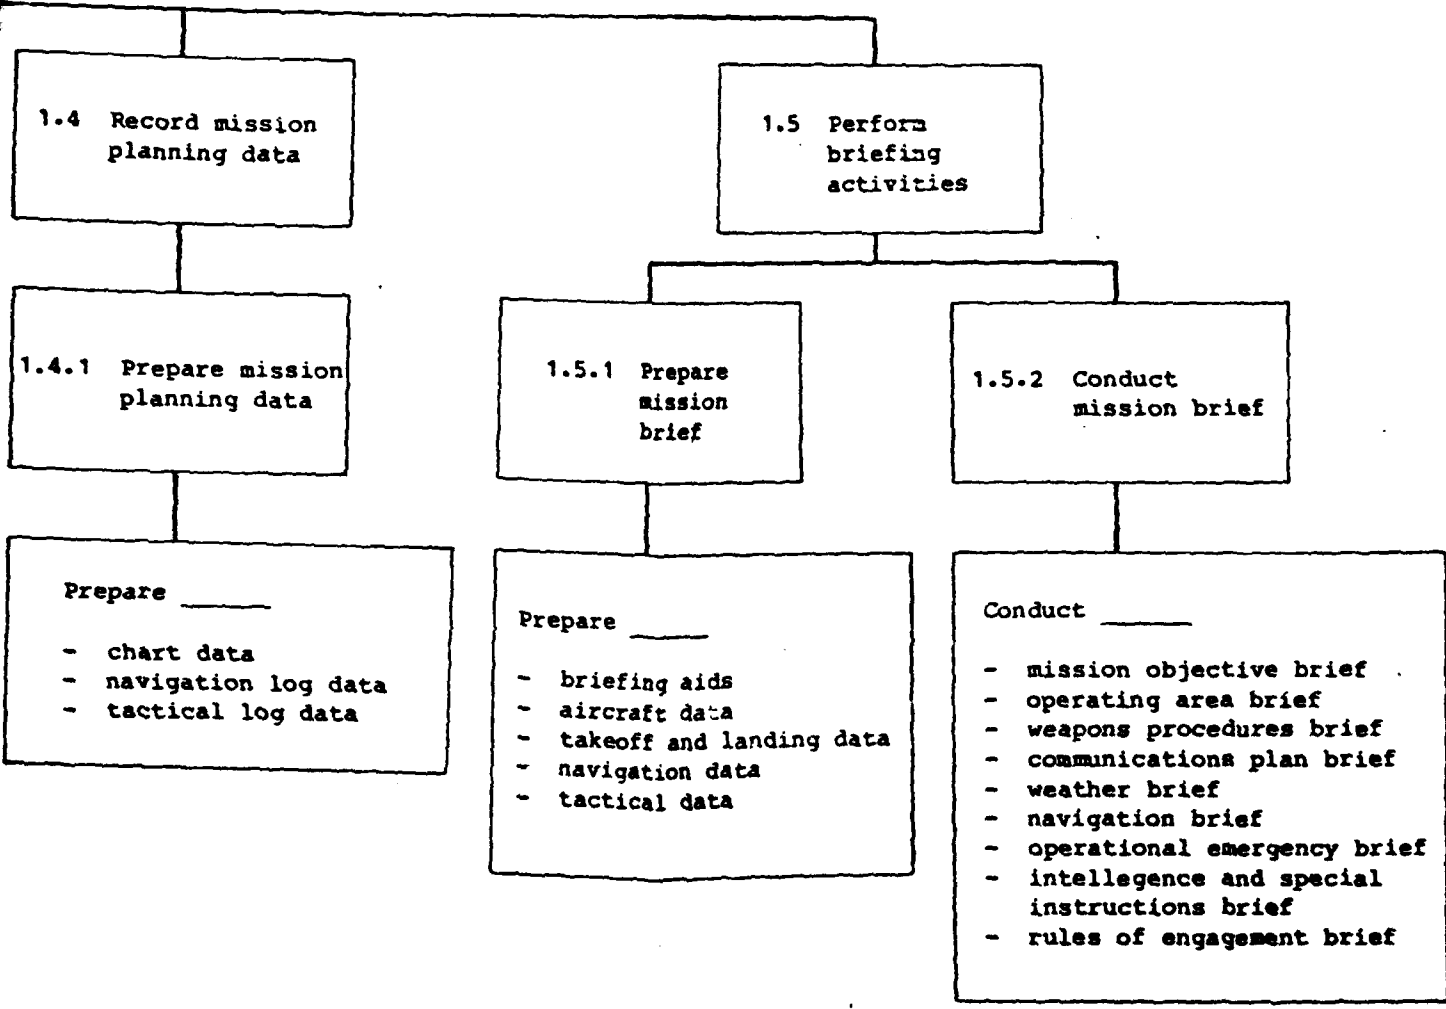 1.4 Record mission
planning data
1.5 Perform
briefing
activities
1.4.1 Prepare mission
planning data
1.5.1 Prepare
mission
brief
1.5.2 Conduct
mission brief
Prepare ______
- chart data
- navigation log data
- tactical log data
Prepare _____
- briefing aids
- aircraft data
- takeoff and landing data
- navigation data
- tactical data
Conduct ______
- mission objective brief
- operating area brief
- weapons procedures brief
- communications plan brief
- weather brief
- navigation brief
- operational emergency brief
- intellegence and special
instructions brief
- rules of engagement brief